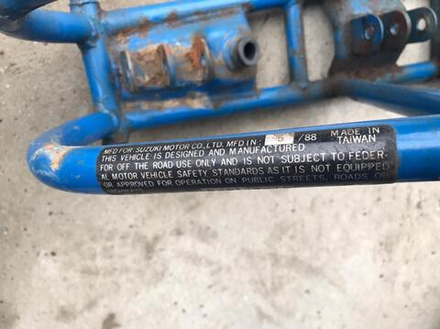 MFD FOR: SUZUKI MOTOR CO., LTD. MFD IN: 6 /88 MADE IN TAIWAN
THIS VEHICLE IS DESIGNED AND MANUFACTURED
FOR OFF THE ROAD USE ONLY AND IS NOT SUBJECT TO FEDER-
AL MOTOR VEHICLE SAFETY STANDARDS AS IT IS NOT EQUIPPED
OR APPROVED FOR OPERATION ON PUBLIC STREETS, ROADS OR
HIGHWAYS